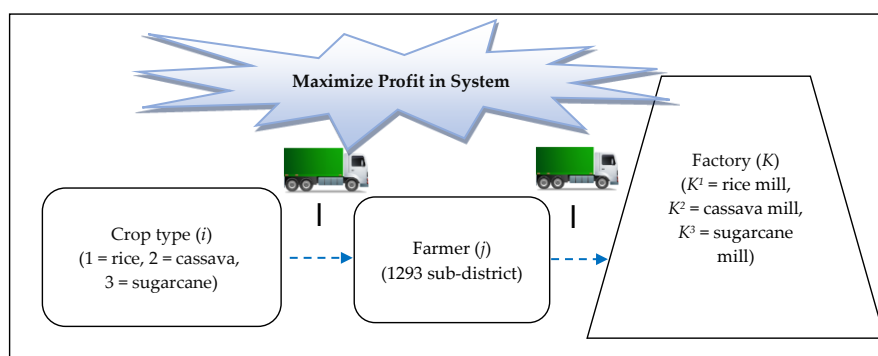 Maximize Profit in System
Crop type (i)
(1 = rice, 2 = cassava,
3 = sugarcane)
Farmer (j)
(1293 sub-district)
Factory (K)
(K¹ = rice mill,
K² = cassava mill,
K³ = sugarcane
mill)